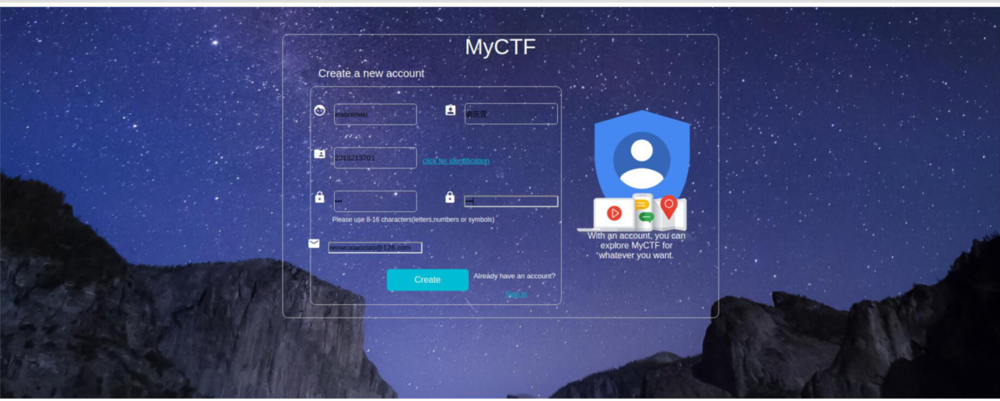 MyCTF
Create a new account
xiaorenwu
2018213701
click for identification
•••
•••
Please use 8-16 characters(letters,numbers or symbols)
renwuxiaoxiao@126.com
Create
Already have an account?
Sign in
With an account, you can
explore MyCTF for
whatever you want.